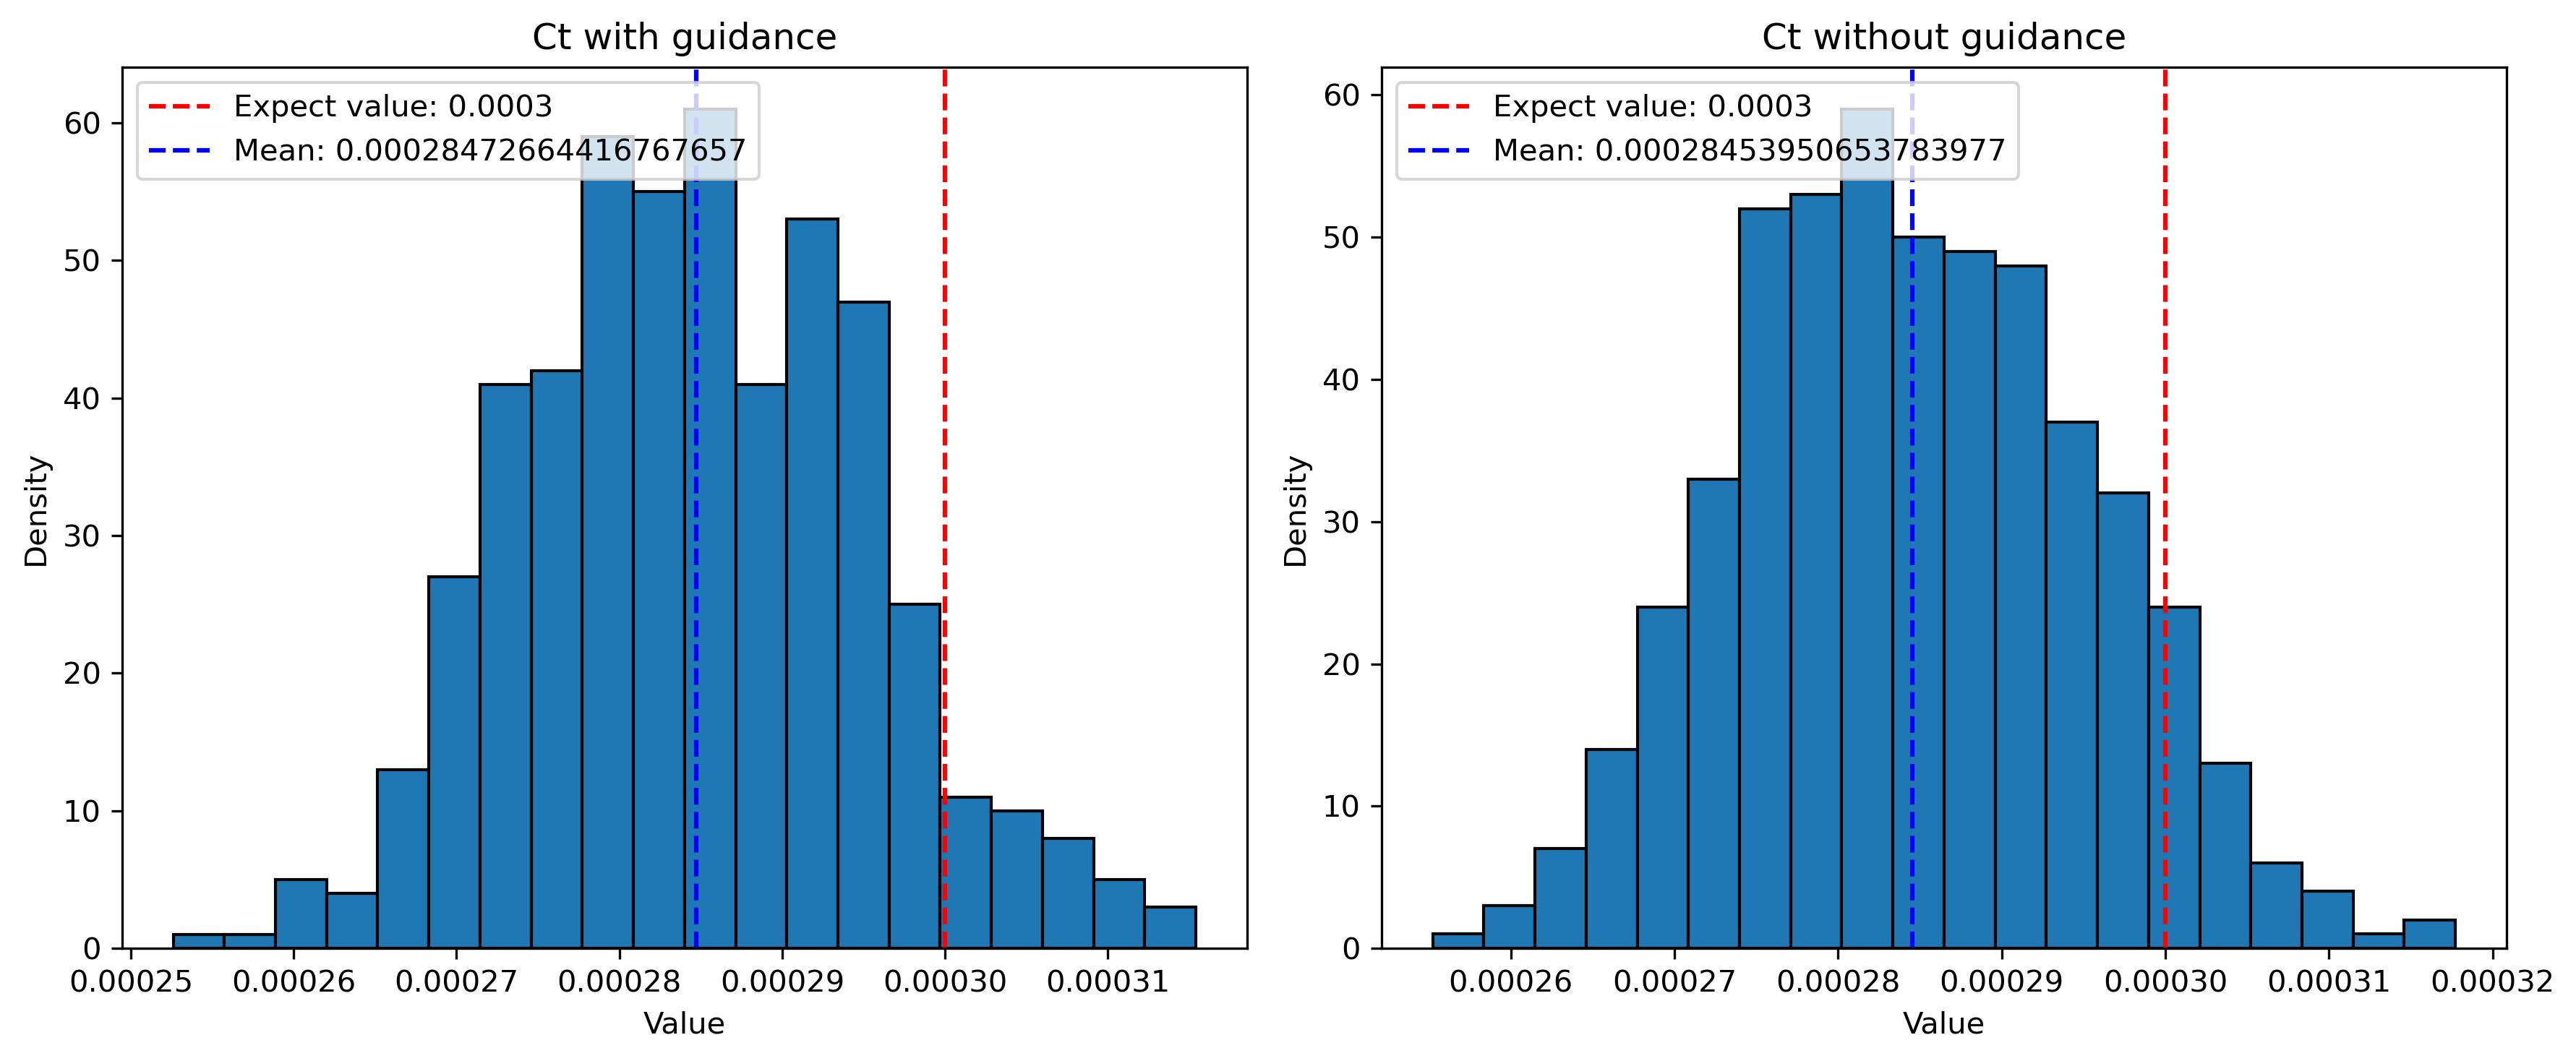 Ct with guidance
Expect value: 0.0003
Mean: 0.00028472664416767657
Density
60
50
40
30
20
10
0
0.00025 0.00026 0.00027 0.00028 0.00029 0.00030 0.00031
Value
Ct without guidance
Expect value: 0.0003
Mean: 0.00028453950653783977
Density
60
50
40
30
20
10
0
0.00026 0.00027 0.00028 0.00029 0.00030 0.00031 0.00032
Value